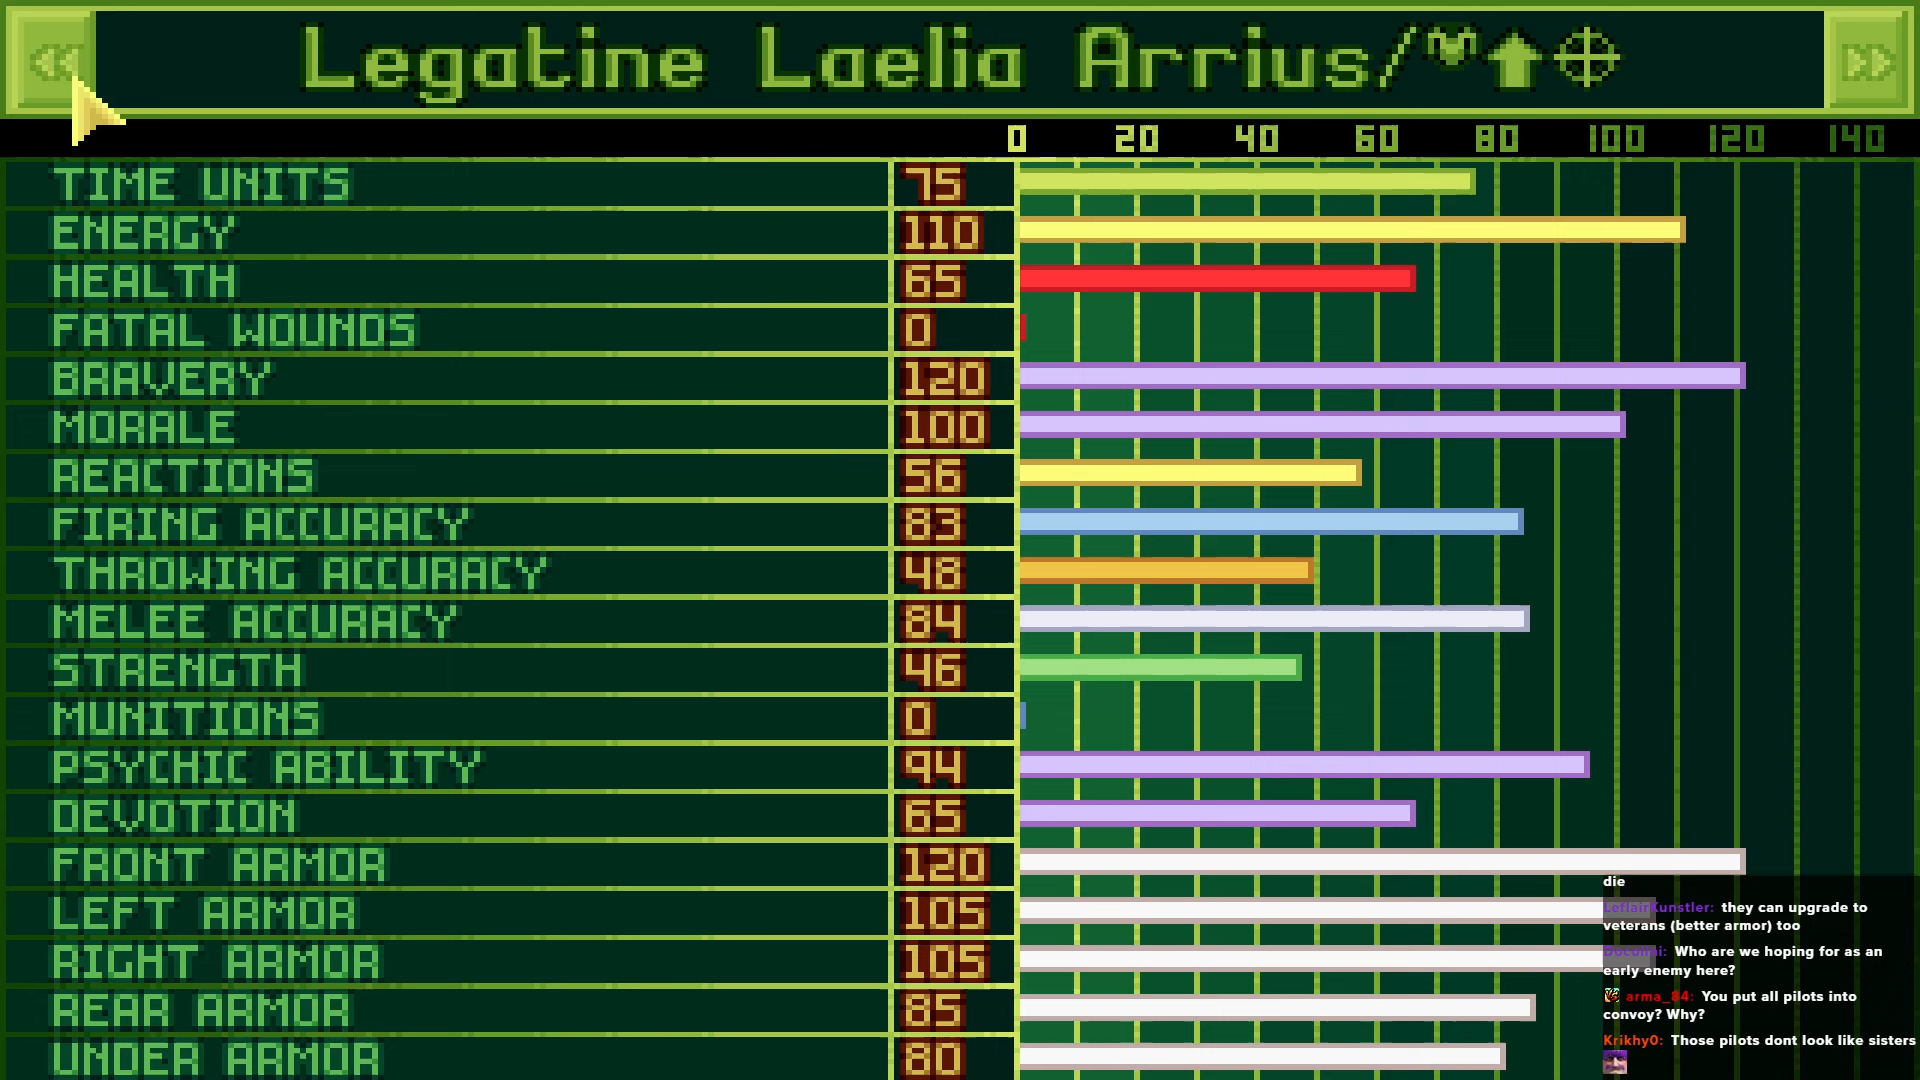 Legatine Laelia Arrius/
0 20 40 60 80 100 120 140
TIME UNITS 75
ENERGY 110
HEALTH 65
FATAL WOUNDS 0
BRAVERY 120
MORALE 100
REACTIONS 56
FIRING ACCURACY 83
THROWING ACCURACY 48
MELEE ACCURACY 84
STRENGTH 46
MUNITIONS 0
PSYCHIC ABILITY 94
DEVOTION 65
FRONT ARMOR 120
LEFT ARMOR 105
RIGHT ARMOR 105
REAR ARMOR 85
UNDER ARMOR 80
die
LeflairKunstler: they can upgrade to
veterans (better armor) too
Who are we hoping for as an
early enemy here?
arma_84: You put all pilots into
convoy? Why?
Krikhy0: Those pilots dont look like sisters